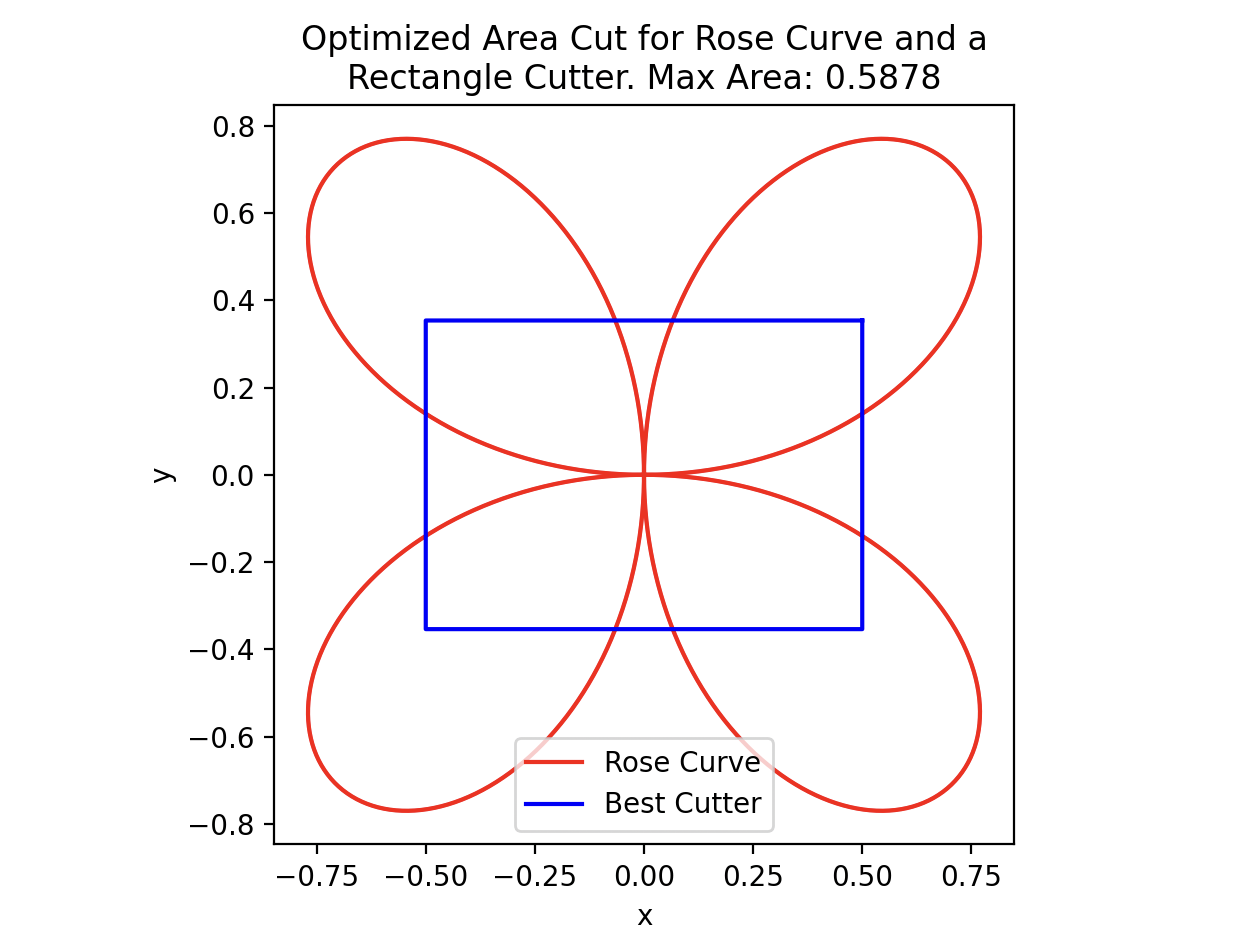 Optimized Area Cut for Rose Curve and a
Rectangle Cutter. Max Area: 0.5878
0.8
0.6
0.4
0.2
0.0
−0.2
−0.4
−0.6
−0.8
y
Rose Curve
Best Cutter
−0.75 −0.50 −0.25 0.00 0.25 0.50 0.75
x